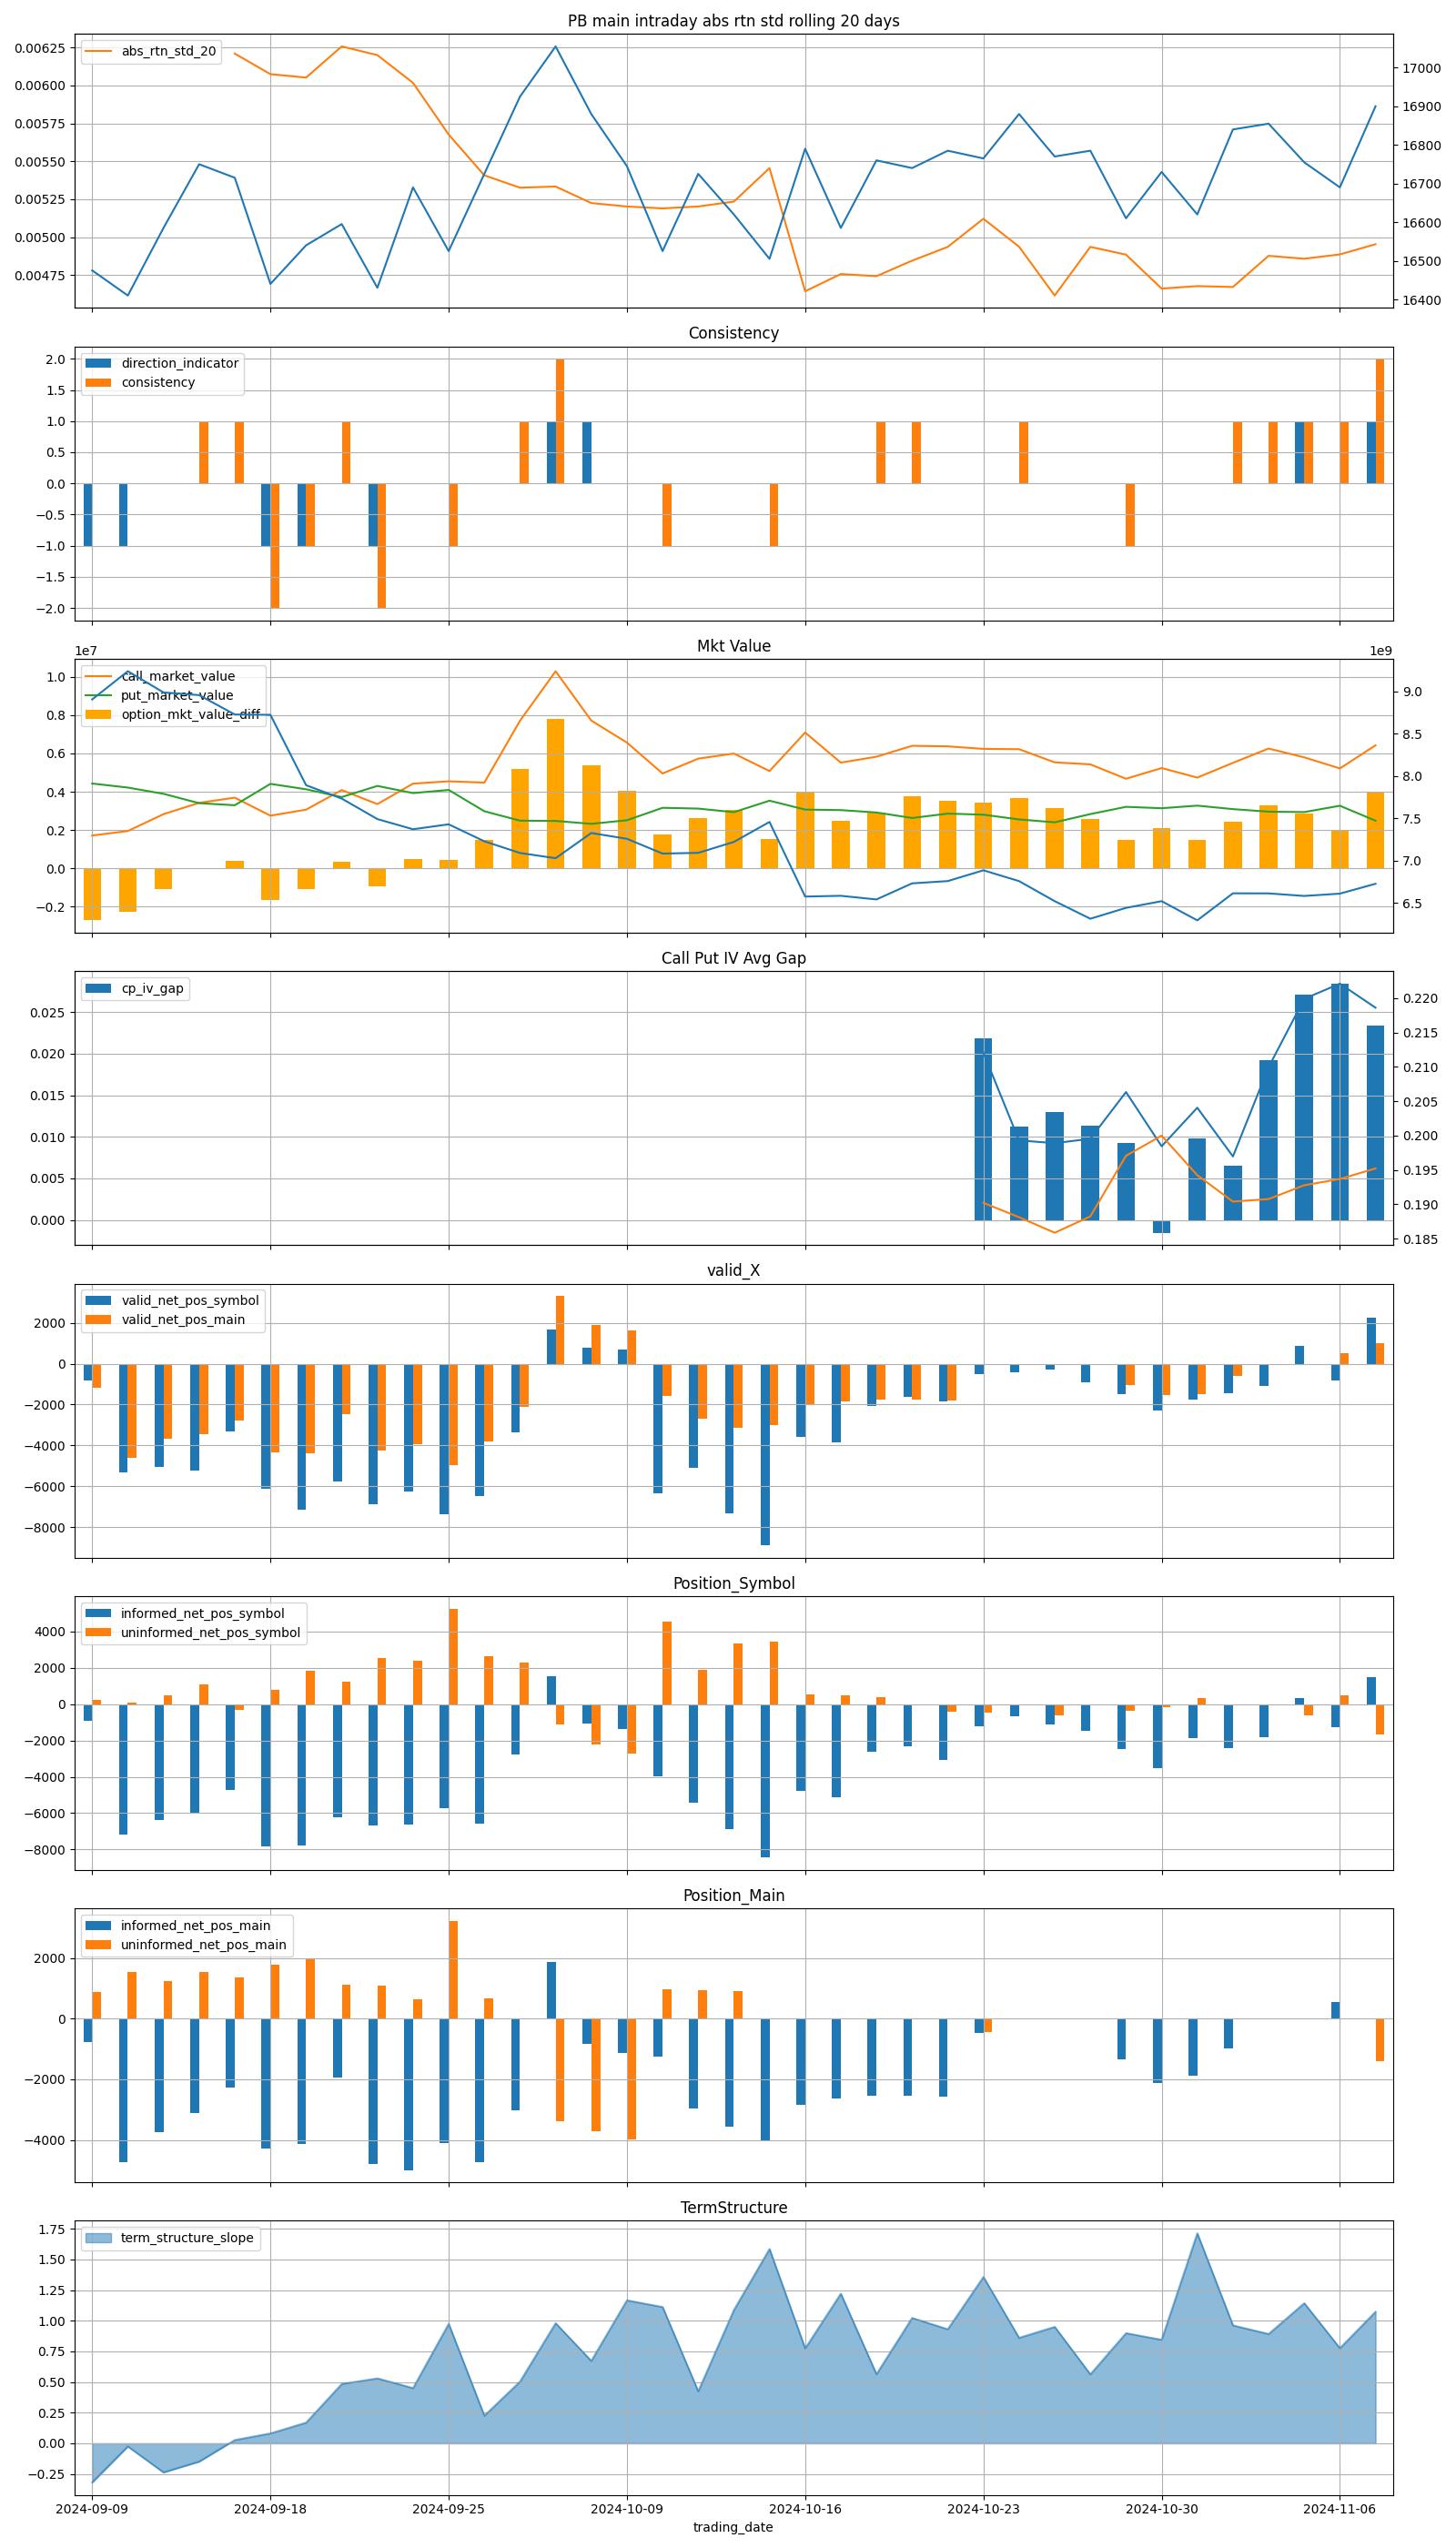 PB main intraday abs rtn std rolling 20 days
abs_rtn_std_20
0.00625
0.00600
0.00575
0.00550
0.00525
0.00500
0.00475
17000
16900
16800
16700
16600
16500
16400
Consistency
direction_indicator
consistency
2.0
1.5
1.0
0.5
0.0
−0.5
−1.0
−1.5
−2.0
Mkt Value
1e7
1e9
call_market_value
put_market_value
option_mkt_value_diff
1.0
0.8
0.6
0.4
0.2
0.0
−0.2
9.0
8.5
8.0
7.5
7.0
6.5
Call Put IV Avg Gap
cp_iv_gap
0.025
0.020
0.015
0.010
0.005
0.000
0.220
0.215
0.210
0.205
0.200
0.195
0.190
0.185
valid_X
valid_net_pos_symbol
valid_net_pos_main
2000
0
−2000
−4000
−6000
−8000
Position_Symbol
informed_net_pos_symbol
uninformed_net_pos_symbol
4000
2000
0
−2000
−4000
−6000
−8000
Position_Main
informed_net_pos_main
uninformed_net_pos_main
2000
0
−2000
−4000
TermStructure
term_structure_slope
1.75
1.50
1.25
1.00
0.75
0.50
0.25
0.00
−0.25
2024-09-09 2024-09-18 2024-09-25 2024-10-09 2024-10-16 2024-10-23 2024-10-30 2024-11-06
trading_date